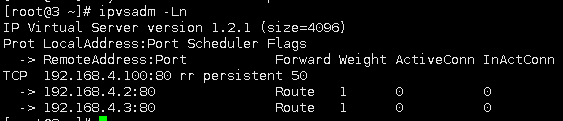 [root@3 ~]# ipvsadm -Ln
IP Virtual Server version 1.2.1 (size=4096)
Prot LocalAddress:Port Scheduler Flags
  -> RemoteAddress:Port           Forward Weight ActiveConn InActConn
TCP  192.168.4.100:80 rr persistent 50
  -> 192.168.4.2:80               Route   1      0          0
  -> 192.168.4.3:80               Route   1      0          0
[root@3 ~]#